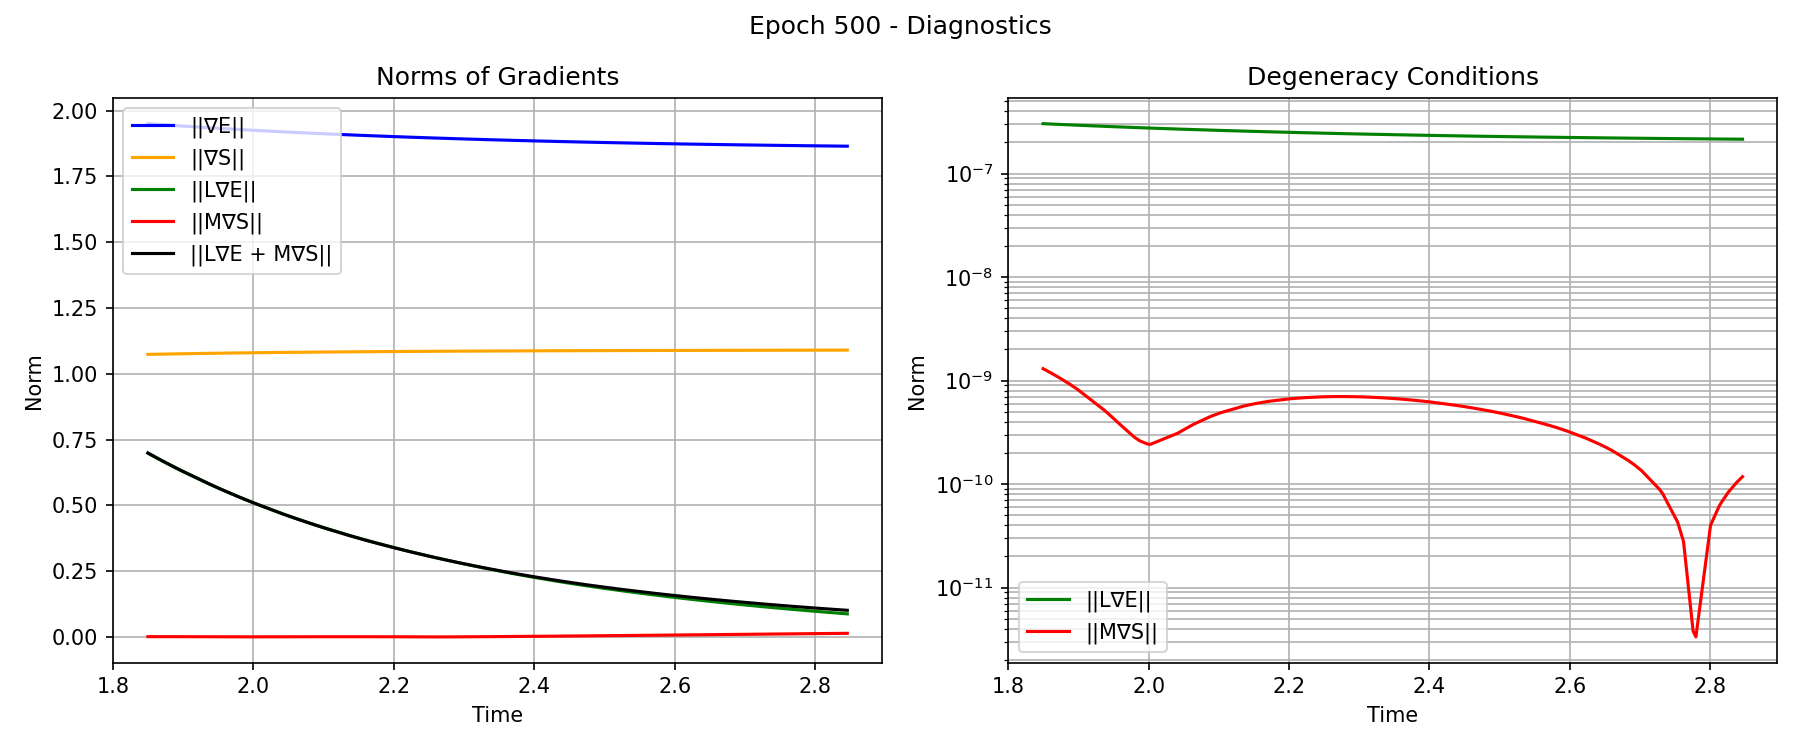 Epoch 500 - Diagnostics
Norms of Gradients
||∇E||
||∇S||
||L∇E||
||M∇S||
||L∇E + M∇S||
2.00
1.75
1.50
1.25
1.00
0.75
0.50
0.25
0.00
Norm
1.8
2.0
2.2
2.4
2.6
2.8
Time
Degeneracy Conditions
10⁻⁷
10⁻⁸
10⁻⁹
10⁻¹⁰
10⁻¹¹
Norm
||L∇E||
||M∇S||
1.8
2.0
2.2
2.4
2.6
2.8
Time